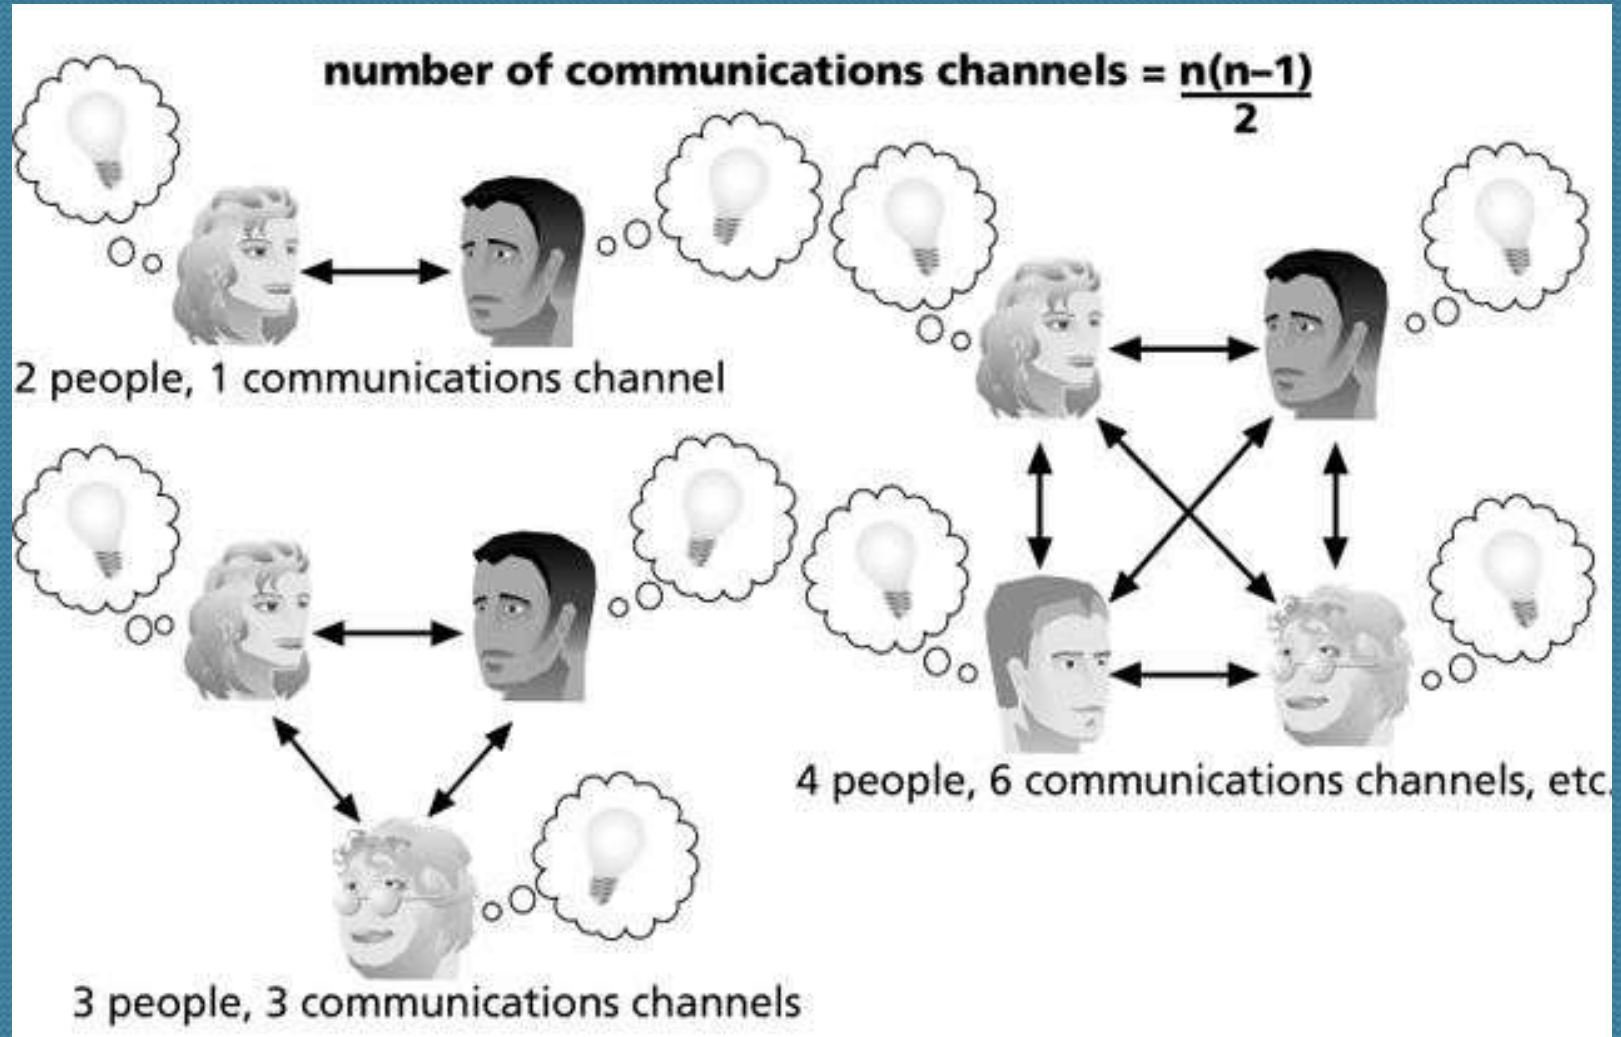 number of communications channels = n(n–1)
2
2 people, 1 communications channel
4 people, 6 communications channels, etc.
3 people, 3 communications channels